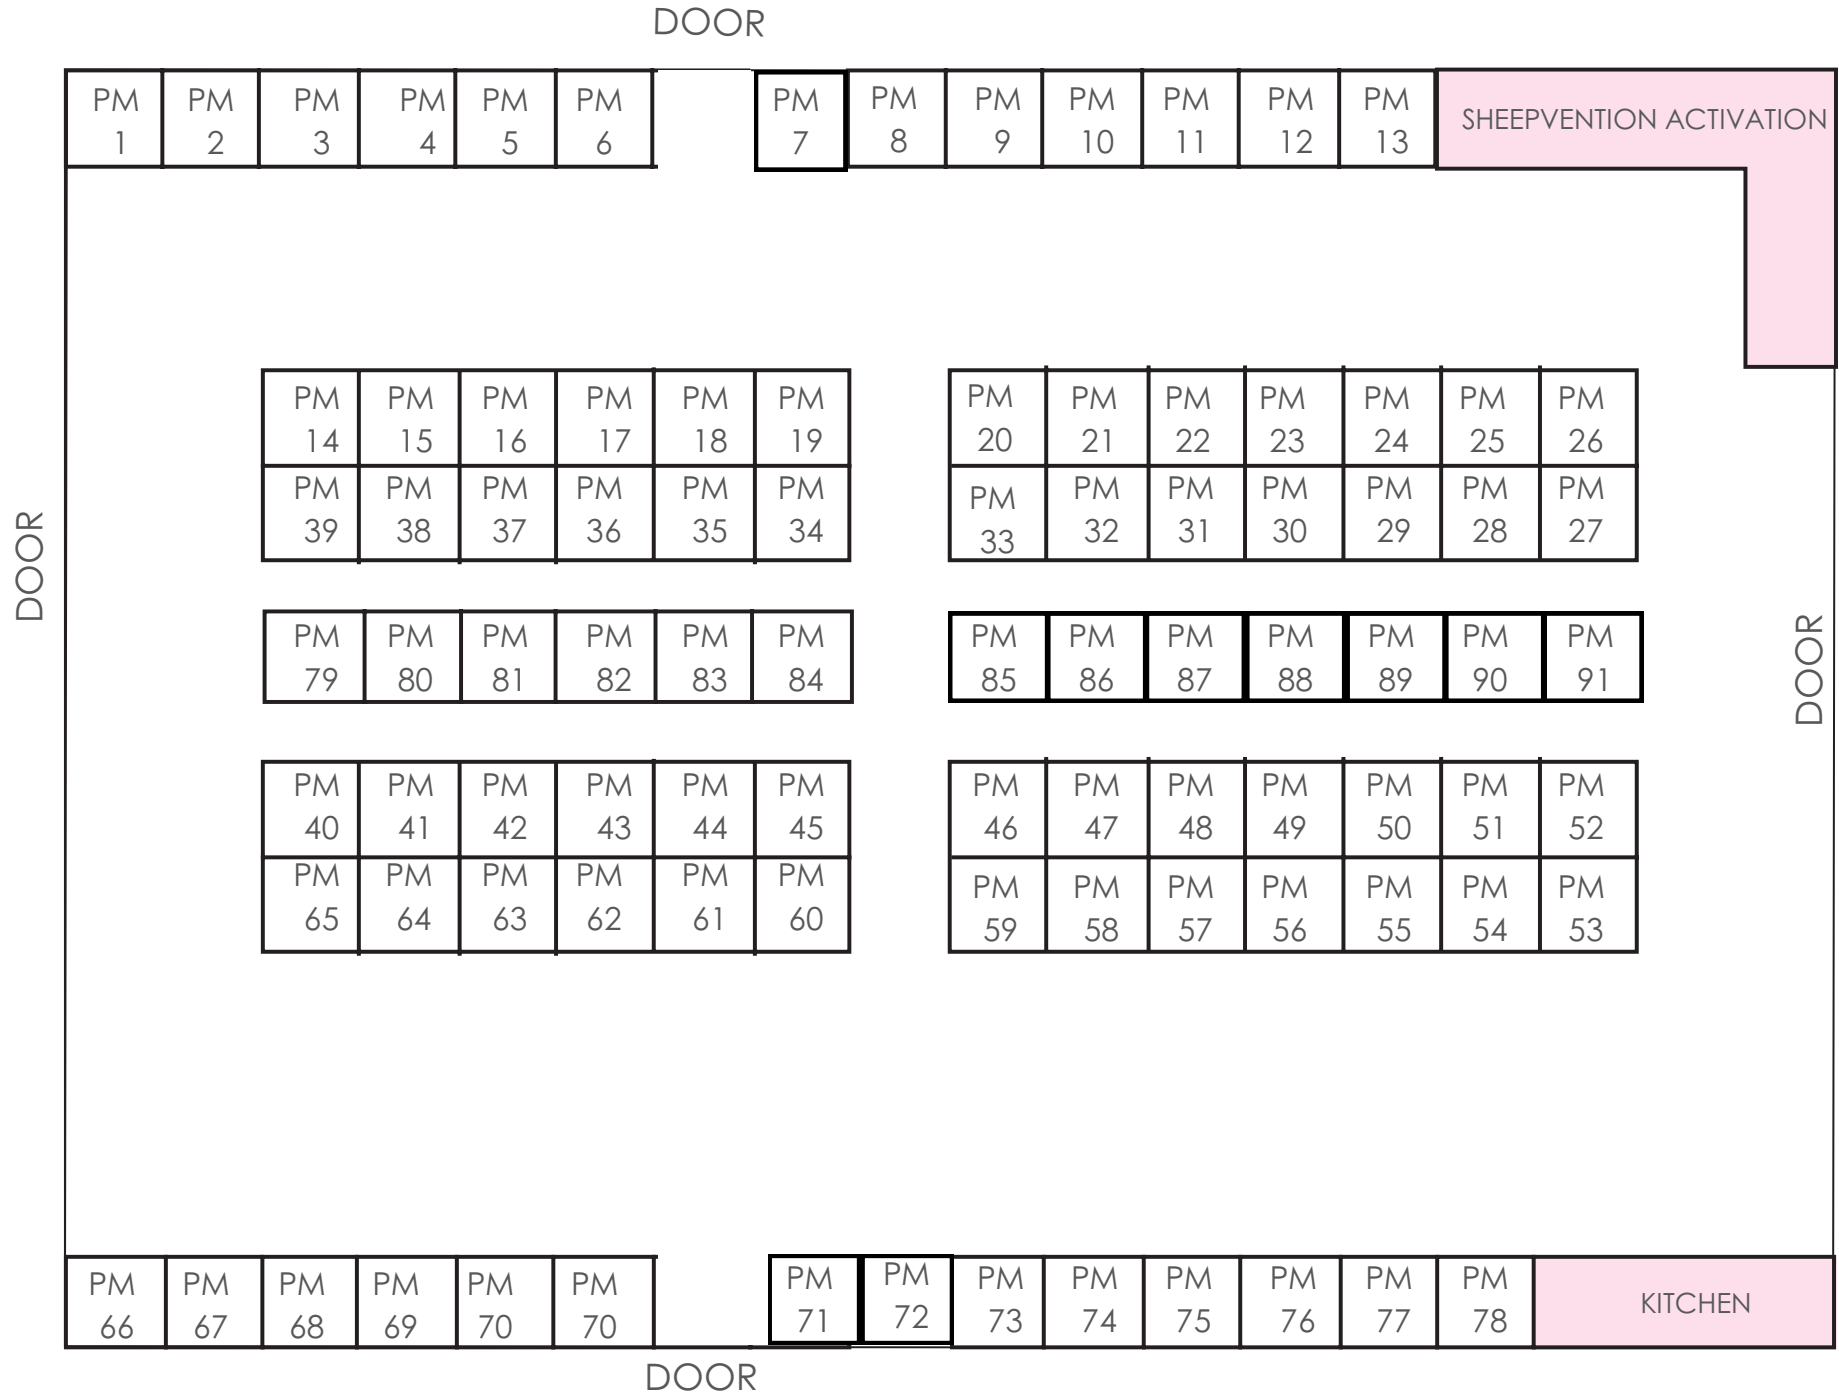 DOOR
PM PM PM PM PM PM PM PM PM PM PM PM PM
1 2 3 4 5 6 7 8 9 10 11 12 13
SHEEPVENTION ACTIVATION
PM PM PM PM PM PM PM PM PM PM PM PM PM
14 15 16 17 18 19 20 21 22 23 24 25 26
PM PM PM PM PM PM PM PM PM PM PM PM PM
39 38 37 36 35 34 33 32 31 30 29 28 27
DOOR
PM PM PM PM PM PM PM PM PM PM PM PM PM
79 80 81 82 83 84 85 86 87 88 89 90 91
DOOR
PM PM PM PM PM PM PM PM PM PM PM PM PM
40 41 42 43 44 45 46 47 48 49 50 51 52
PM PM PM PM PM PM PM PM PM PM PM PM PM
65 64 63 62 61 60 59 58 57 56 55 54 53
PM PM PM PM PM PM PM PM PM PM PM PM PM PM
66 67 68 69 70 70 71 72 73 74 75 76 77 78
KITCHEN
DOOR